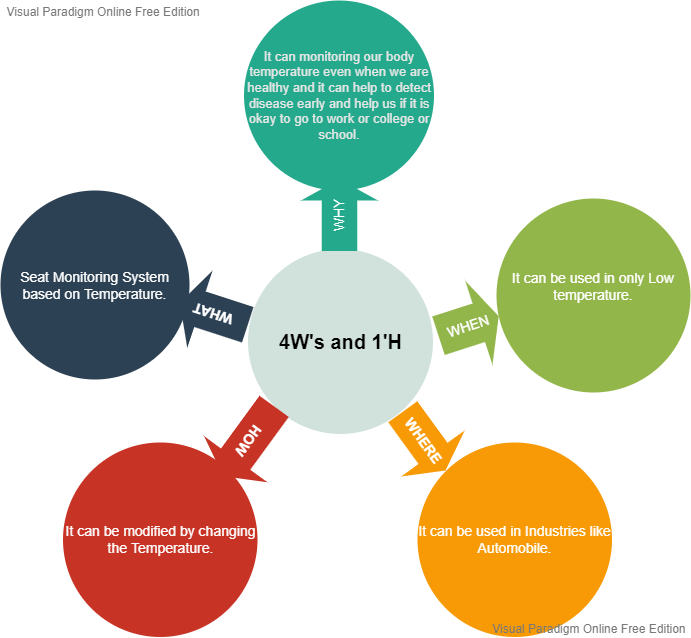 Visual Paradigm Online Free Edition
It can monitoring our body
temperature even when we are
healthy and it can help to detect
disease early and help us if it is
okay to go to work or college or
school.
WHY
Seat Monitoring System
based on Temperature.
WHAT
4W's and 1'H
WHEN
It can be used in only Low
temperature.
HOW
WHERE
It can be modified by changing
the Temperature.
It can be used in Industries like
Automobile.
Visual Paradigm Online Free Edition